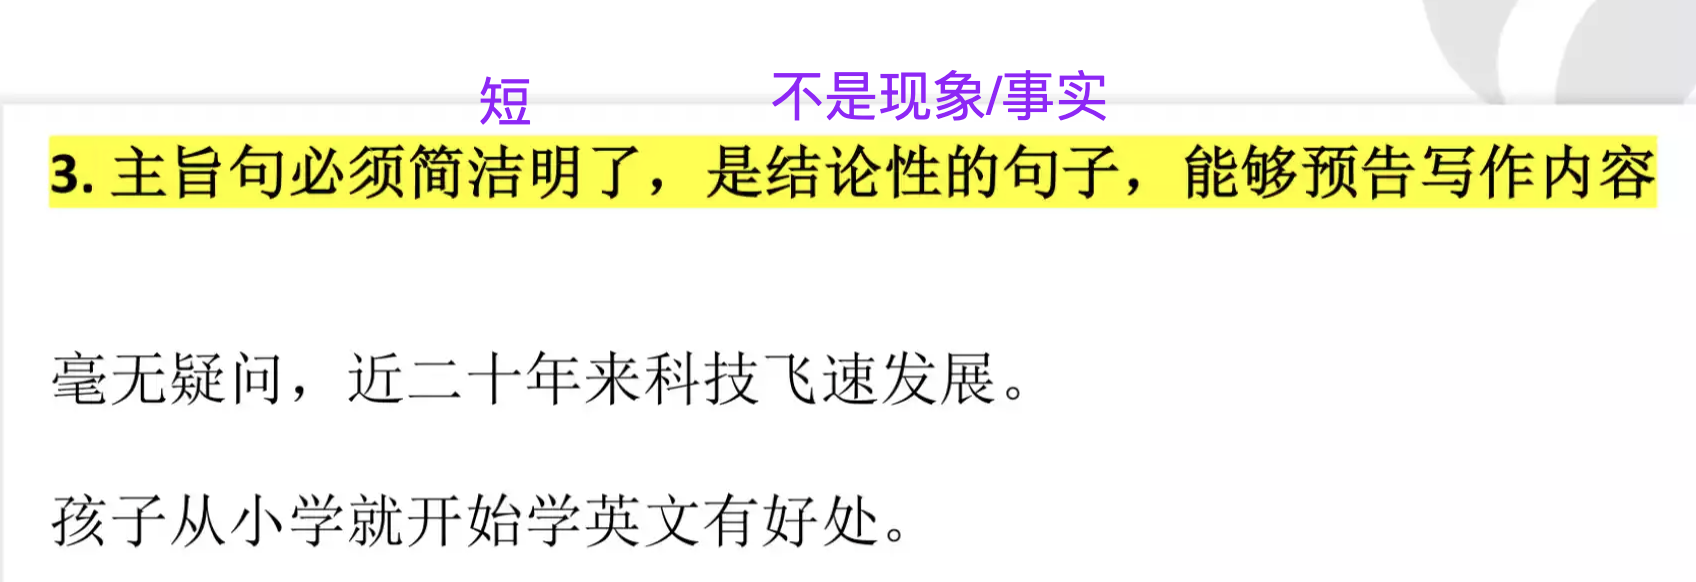 短 不是现象/事实
3. 主旨句必须简洁明了，是结论性的句子，能够预告写作内容
毫无疑问，近二十年来科技飞速发展。
孩子从小学就开始学英文有好处。